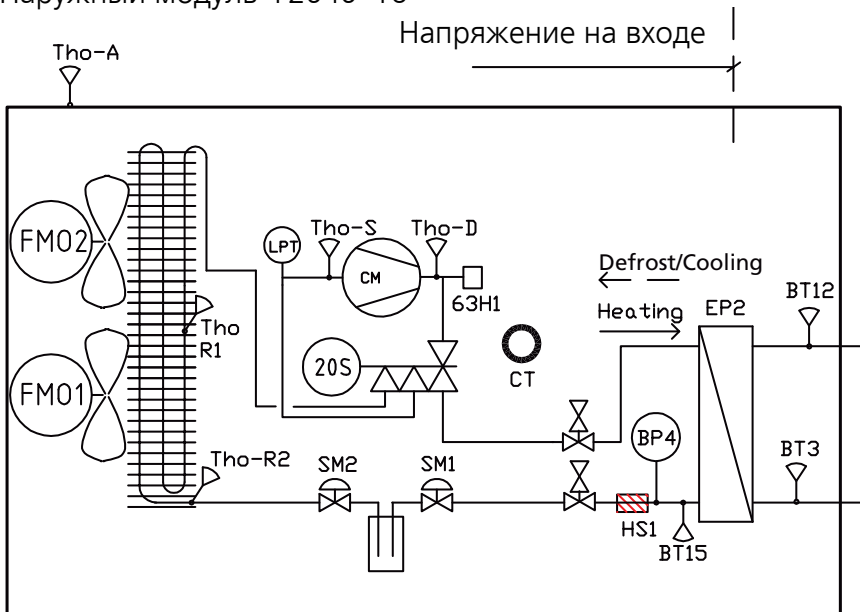 Напряжение на входе
Tho-A
FM02
LPT
Tho-S
Tho-D
CM
63H1
Defrost/Cooling
Heating
EP2
BT12
Tho
R1
CT
FM01
20S
BP4
BT3
Tho-R2
SM2
SM1
HS1
BT15